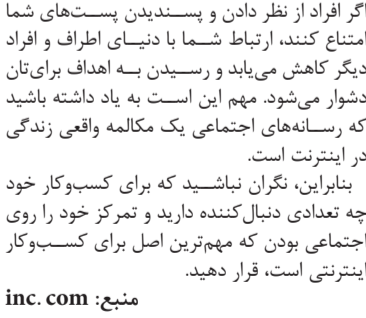 اگر افراد از نظر دادن و پسندیدن پست‌های شما
امتناع کنند، ارتباط شما با دنیای اطراف و افراد
دیگر کاهش می‌یابد و رسیدن به اهداف برای‌تان
دشوار می‌شود. مهم این است به یاد داشته باشید
که رسانه‌های اجتماعی یک مکالمه واقعی زندگی
در اینترنت است.
بنابراین، نگران نباشید که برای کسب‌وکار خود
چه تعدادی دنبال‌کننده دارید و تمرکز خود را روی
اجتماعی بودن که مهم‌ترین اصل برای کسب‌وکار
اینترنتی است، قرار دهید.
منبع: inc. com